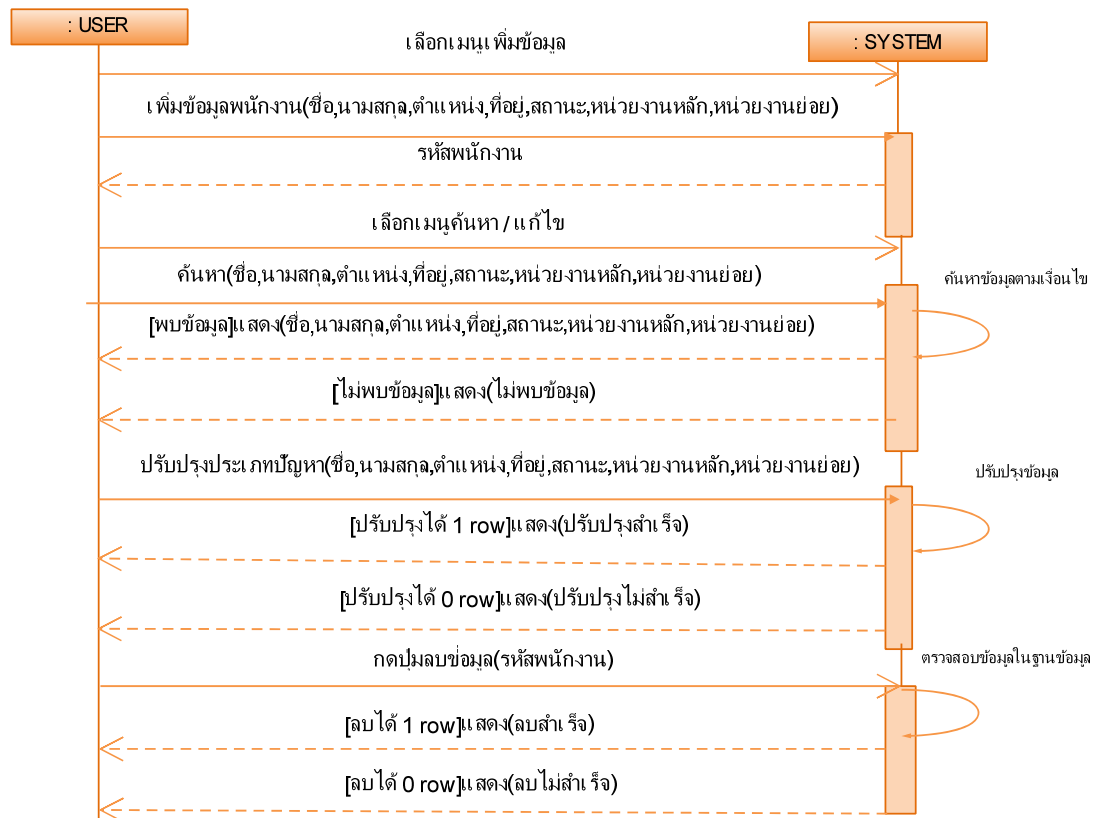 : USER
: SYSTEM
เลือกเมนูเพิ่มข้อมูล
เพิ่มข้อมูลพนักงาน(ชื่อ,นามสกุล,ตำแหน่ง,ที่อยู่,สถานะ,หน่วยงานหลัก,หน่วยงานย่อย)
รหัสพนักงาน
เลือกเมนูค้นหา / แก้ไข
ค้นหา(ชื่อ,นามสกุล,ตำแหน่ง,ที่อยู่,สถานะ,หน่วยงานหลัก,หน่วยงานย่อย)
ค้นหาข้อมูลตามเงื่อนไข
[พบข้อมูล]แสดง(ชื่อ,นามสกุล,ตำแหน่ง,ที่อยู่,สถานะ,หน่วยงานหลัก,หน่วยงานย่อย)
[ไม่พบข้อมูล]แสดง(ไม่พบข้อมูล)
ปรับปรุงประเภทปัญหา(ชื่อ,นามสกุล,ตำแหน่ง,ที่อยู่,สถานะ,หน่วยงานหลัก,หน่วยงานย่อย)
ปรับปรุงข้อมูล
[ปรับปรุงได้ 1 row]แสดง(ปรับปรุงสำเร็จ)
[ปรับปรุงได้ 0 row]แสดง(ปรับปรุงไม่สำเร็จ)
กดปุ่มลบข่อมูล(รหัสพนักงาน)
ตรวจสอบข้อมูลในฐานข้อมูล
[ลบได้ 1 row]แสดง(ลบสำเร็จ)
[ลบได้ 0 row]แสดง(ลบไม่สำเร็จ)